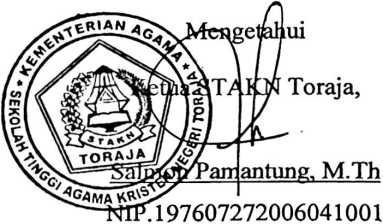 Mengetahui
Ketua STAKN Toraja,
KEMENTERIAN AGAMA
SEKOLAH TINGGI AGAMA KRISTEN NEGERI TORAJA
STAKN
TORAJA
Salmon Pamantung, M.Th
NIP.197607272006041001